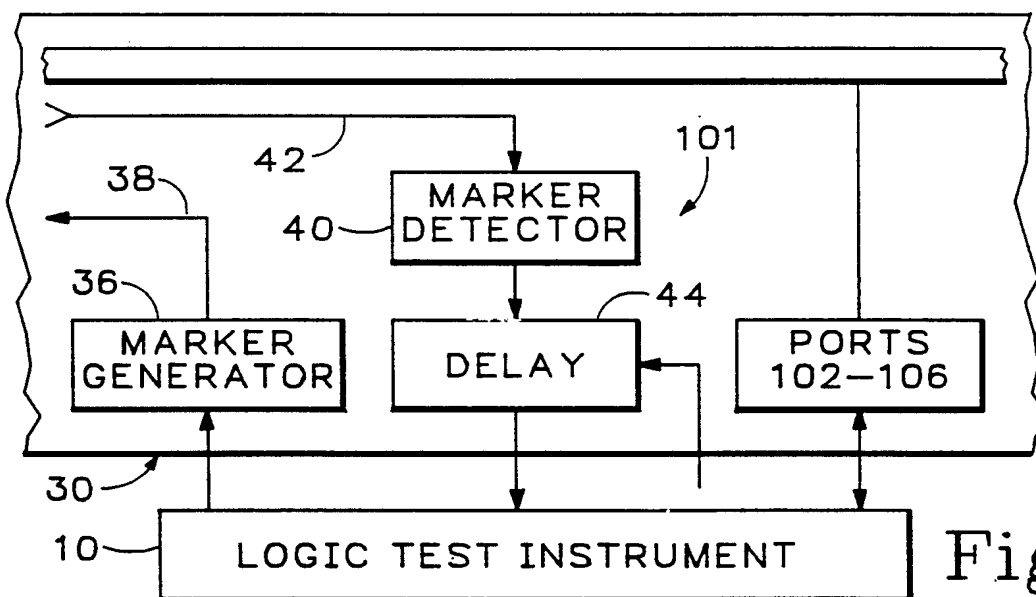 42
101
38
MARKER
DETECTOR
40
36
44
MARKER
GENERATOR
DELAY
PORTS
102-106
30
10
LOGIC TEST INSTRUMENT
Fig